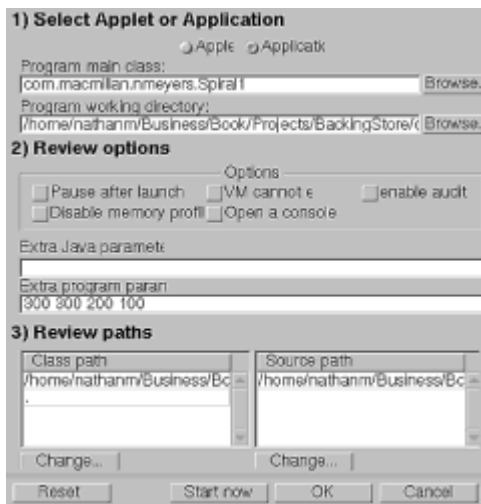 1) Select Applet or Application
Apple Applicatic
Program main class:
com.macmillan.nmeyers.Spiral1 Browse.
Program working directory:
/home/nathanm/Business/Book/Projects/BackingStore/c Browse.
2) Review options
Options
Pause after launch VM cannot e enable audit
Disable memory profil Open a console
Extra Java paramete
Extra program paran
300 300 200 100
3) Review paths
Class path Source path
/home/nathanm/Business/Bc /home/nathanm/Business/Bc
.
Change... Change...
Reset Start now OK Cancel